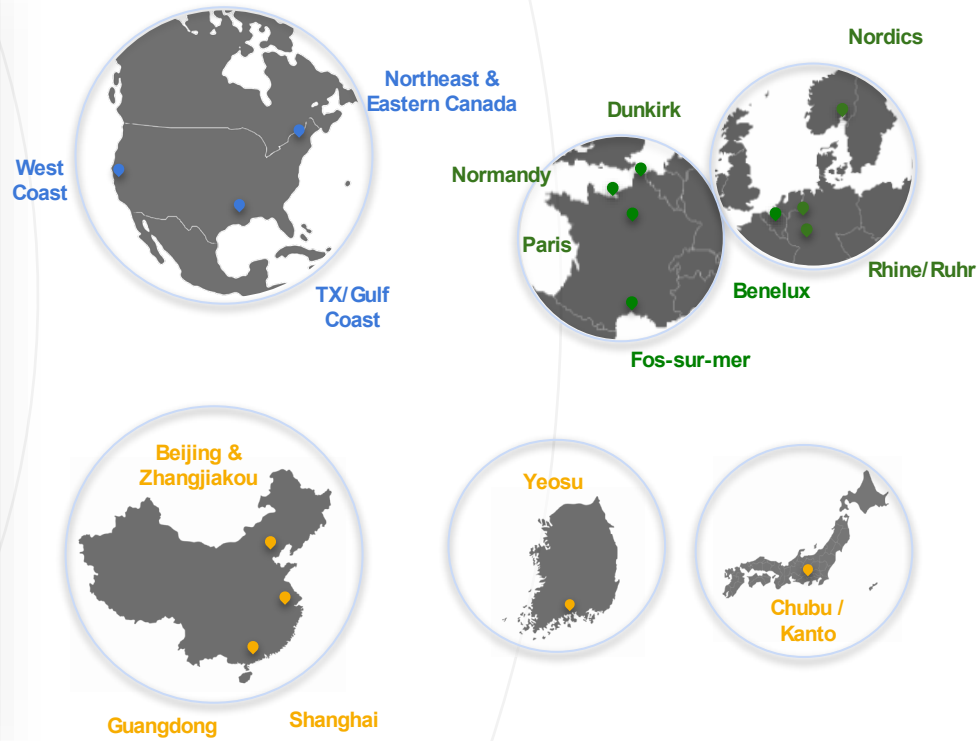 Nordics
Northeast &
Eastern Canada
Dunkirk
West
Coast
Normandy
Paris
Rhine/Ruhr
Benelux
TX/Gulf
Coast
Fos-sur-mer
Beijing &
Zhangjiakou
Yeosu
Chubu /
Kanto
Guangdong
Shanghai